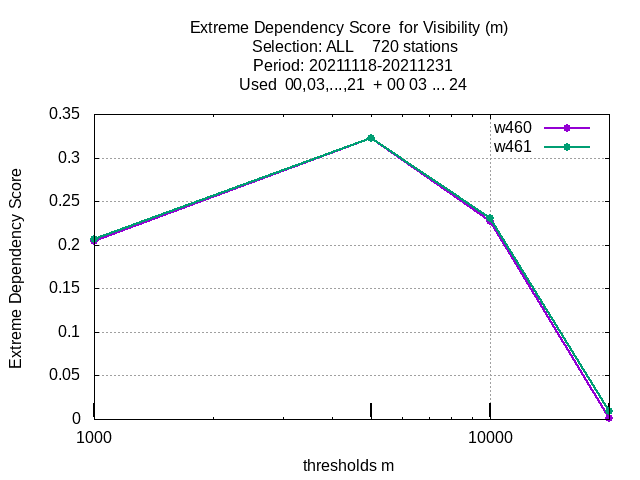 Extreme Dependency Score  for Visibility (m)
Selection: ALL    720 stations
Period: 20211118-20211231
Used  00,03,...,21  + 00 03 ... 24
w460
w461
0.35
0.3
0.25
0.2
0.15
0.1
0.05
0
Extreme Dependency Score
1000
10000
thresholds m